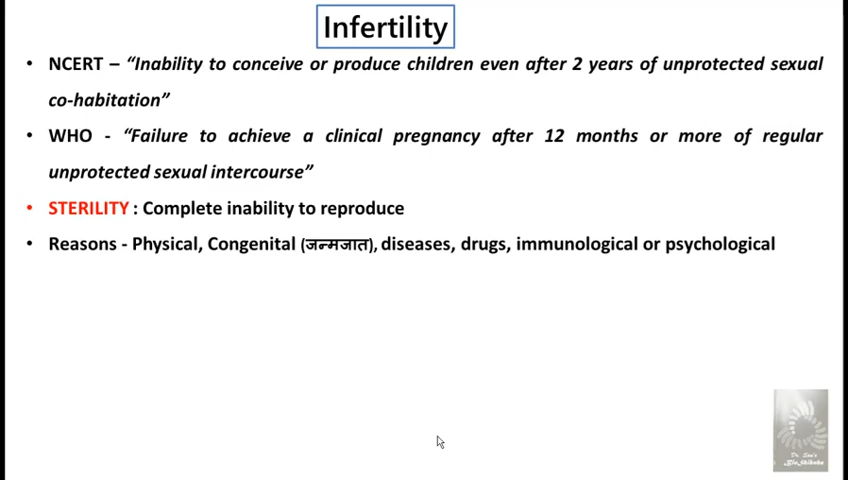 Infertility
• NCERT – “Inability to conceive or produce children even after 2 years of unprotected sexual
co-habitation”
• WHO - “Failure to achieve a clinical pregnancy after 12 months or more of regular
unprotected sexual intercourse”
• STERILITY : Complete inability to reproduce
• Reasons - Physical, Congenital (जन्मजात), diseases, drugs, immunological or psychological